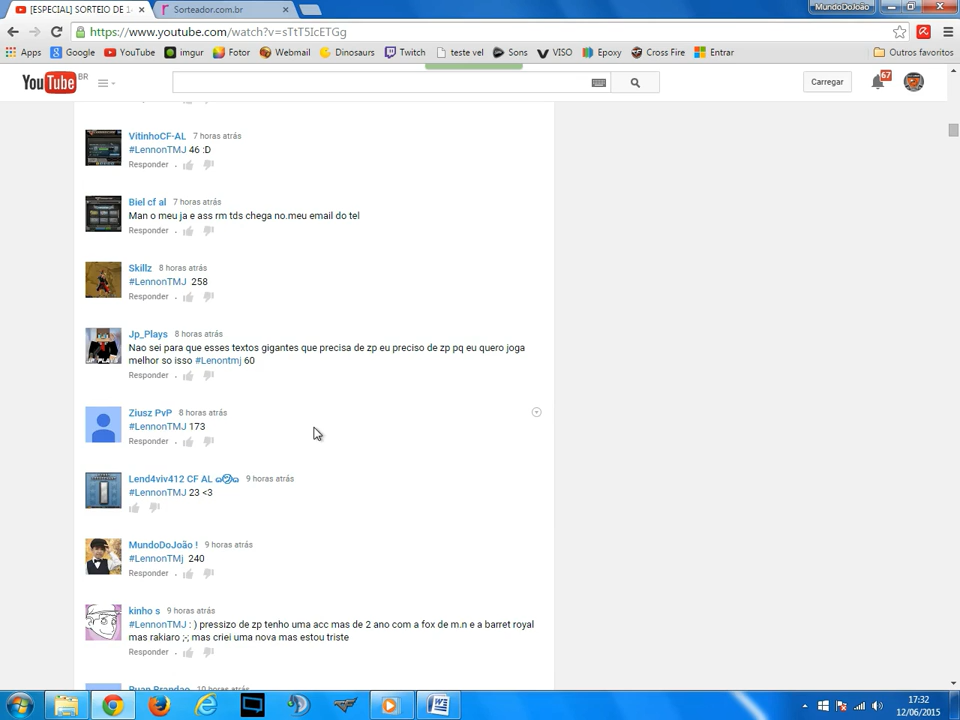 [ESPECIAL] SORTEIO DE 1-
Sorteador.com.br
MundoDoJoão
https://www.youtube.com/watch?v=sTtT5IcETGg
Apps
Google
YouTube
imgur
Fotor
Webmail
Dinossaurs
Twitch
teste vel
Sons
VISO
Epoxy
Cross Fire
Entrar
Outros favoritos
YouTube BR
Carregar
67
VitinhoCF-AL 7 horas atrás
#LennonTMJ 46 :D
Responder
Biel cf al 7 horas atrás
Man o meu ja e ass rm tds chega no.meu email do tel
Responder
Skillz 8 horas atrás
#LennonTMJ 258
Responder
Jp_Plays 8 horas atrás
Nao sei para que esses textos gigantes que precisa de zp eu preciso de zp pq eu quero joga
melhor so isso #Lenontmj 60
Responder
Ziusz PvP 8 horas atrás
#LennonTMJ 173
Responder
Lend4viv412 CF AL 9 horas atrás
#LennonTMJ 23 <3
MundoDoJoão ! 9 horas atrás
#LennonTMj 240
Responder
kinho s 9 horas atrás
#LennonTMJ : ) pressizo de zp tenho uma acc mas de 2 ano com a fox de m.n e a barret royal
mas rakiaro ;-; mas criei uma nova mas estou triste
Responder
Ruan Brandao 10 horas atrás
17:32
12/06/2015